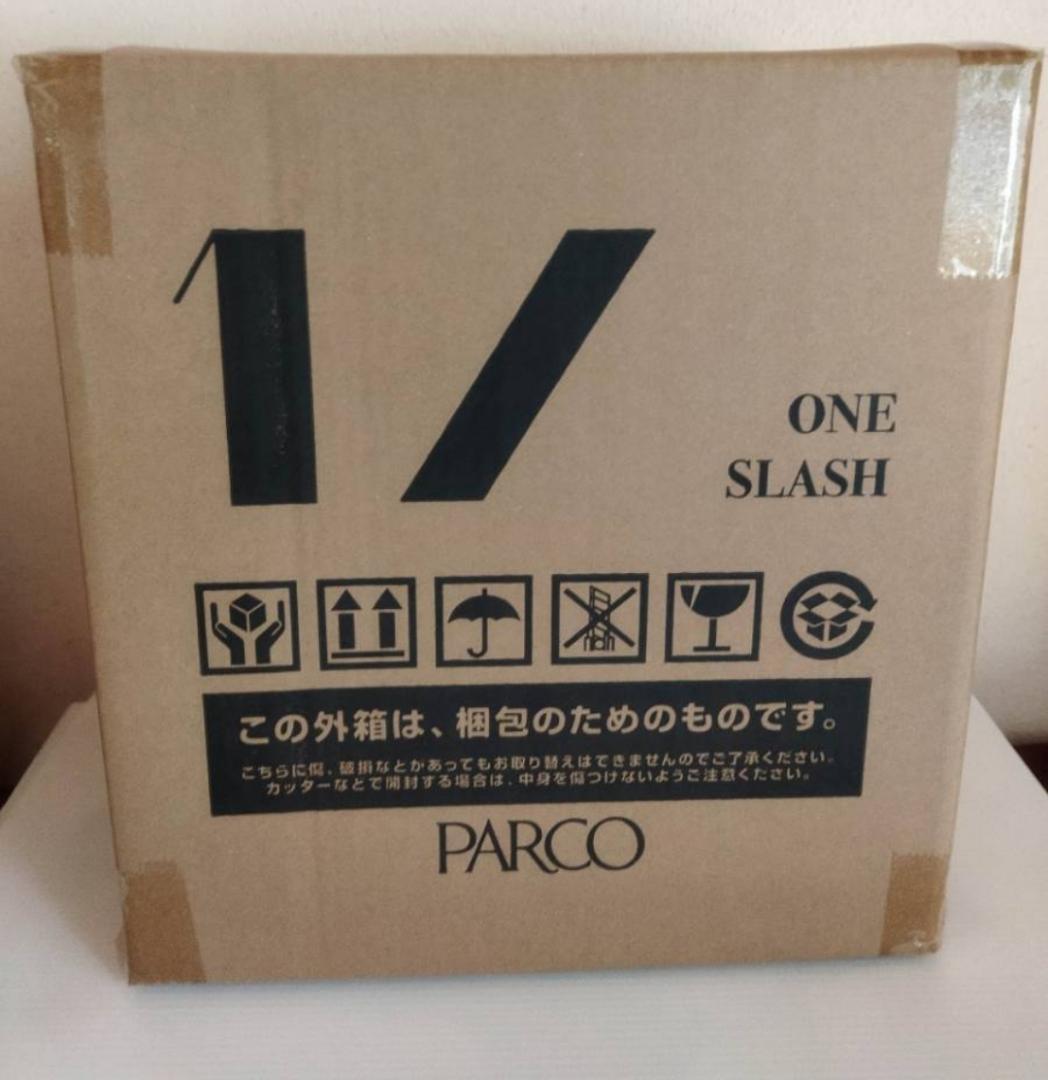 1/
ONE
SLASH
この外箱は、梱包のためのものです。
こちらに傷、破損などがあってもお取り替えはできませんのでご了承ください。
カッターなどで開封する場合は、中身を傷つけないようご注意ください。
PARCO